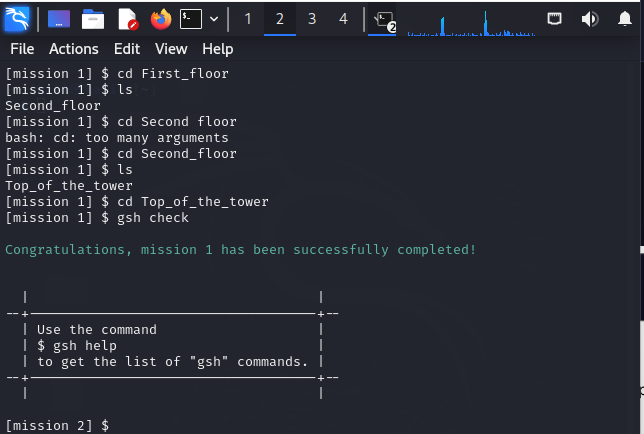 1 2 3 4 2
File Actions Edit View Help
[mission 1] $ cd First_floor
[mission 1] $ ls
Second_floor
[mission 1] $ cd Second floor
bash: cd: too many arguments
[mission 1] $ cd Second_floor
[mission 1] $ ls
Top_of_the_tower
[mission 1] $ cd Top_of_the_tower
[mission 1] $ gsh check
Congratulations, mission 1 has been successfully completed!
Use the command
$ gsh help
to get the list of "gsh" commands.
[mission 2] $